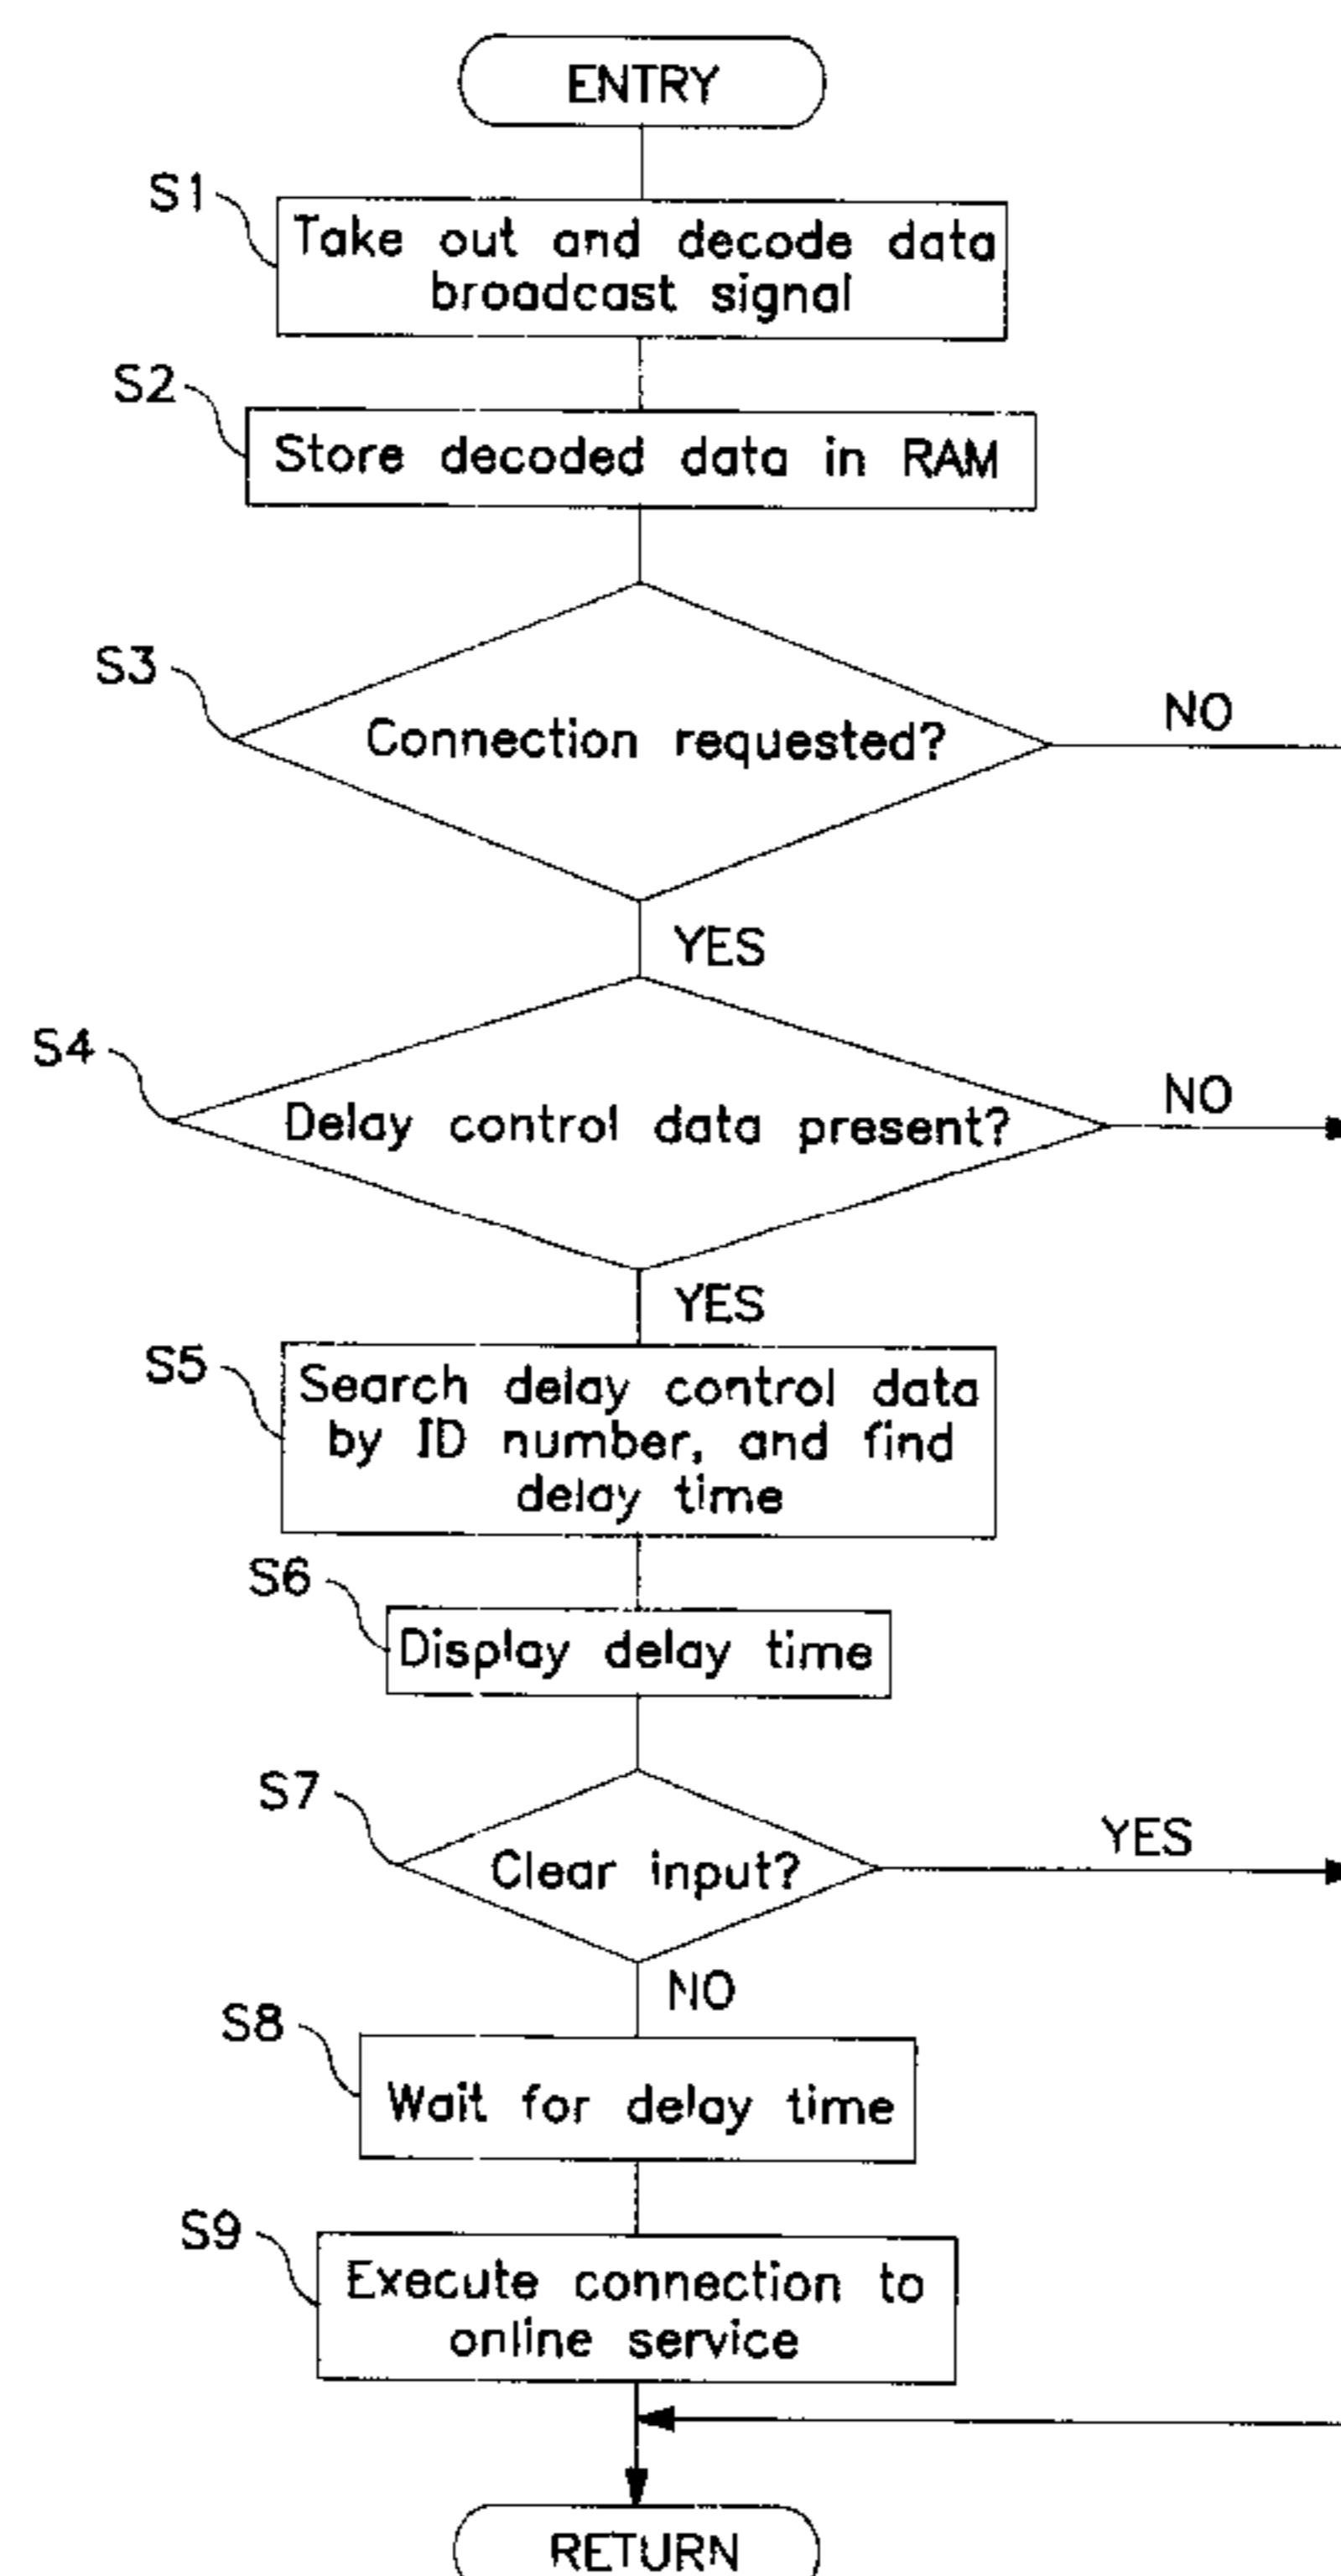 ENTRY
S1
Take out and decode data
broadcast signal
S2
Store decoded data in RAM
S3
Connection requested?
NO
YES
S4
Delay control data present?
NO
YES
S5
Search delay control data
by ID number, and find
delay time
S6
Display delay time
S7
Clear input?
YES
NO
S8
Wait for delay time
S9
Execute connection to
online service
RETURN